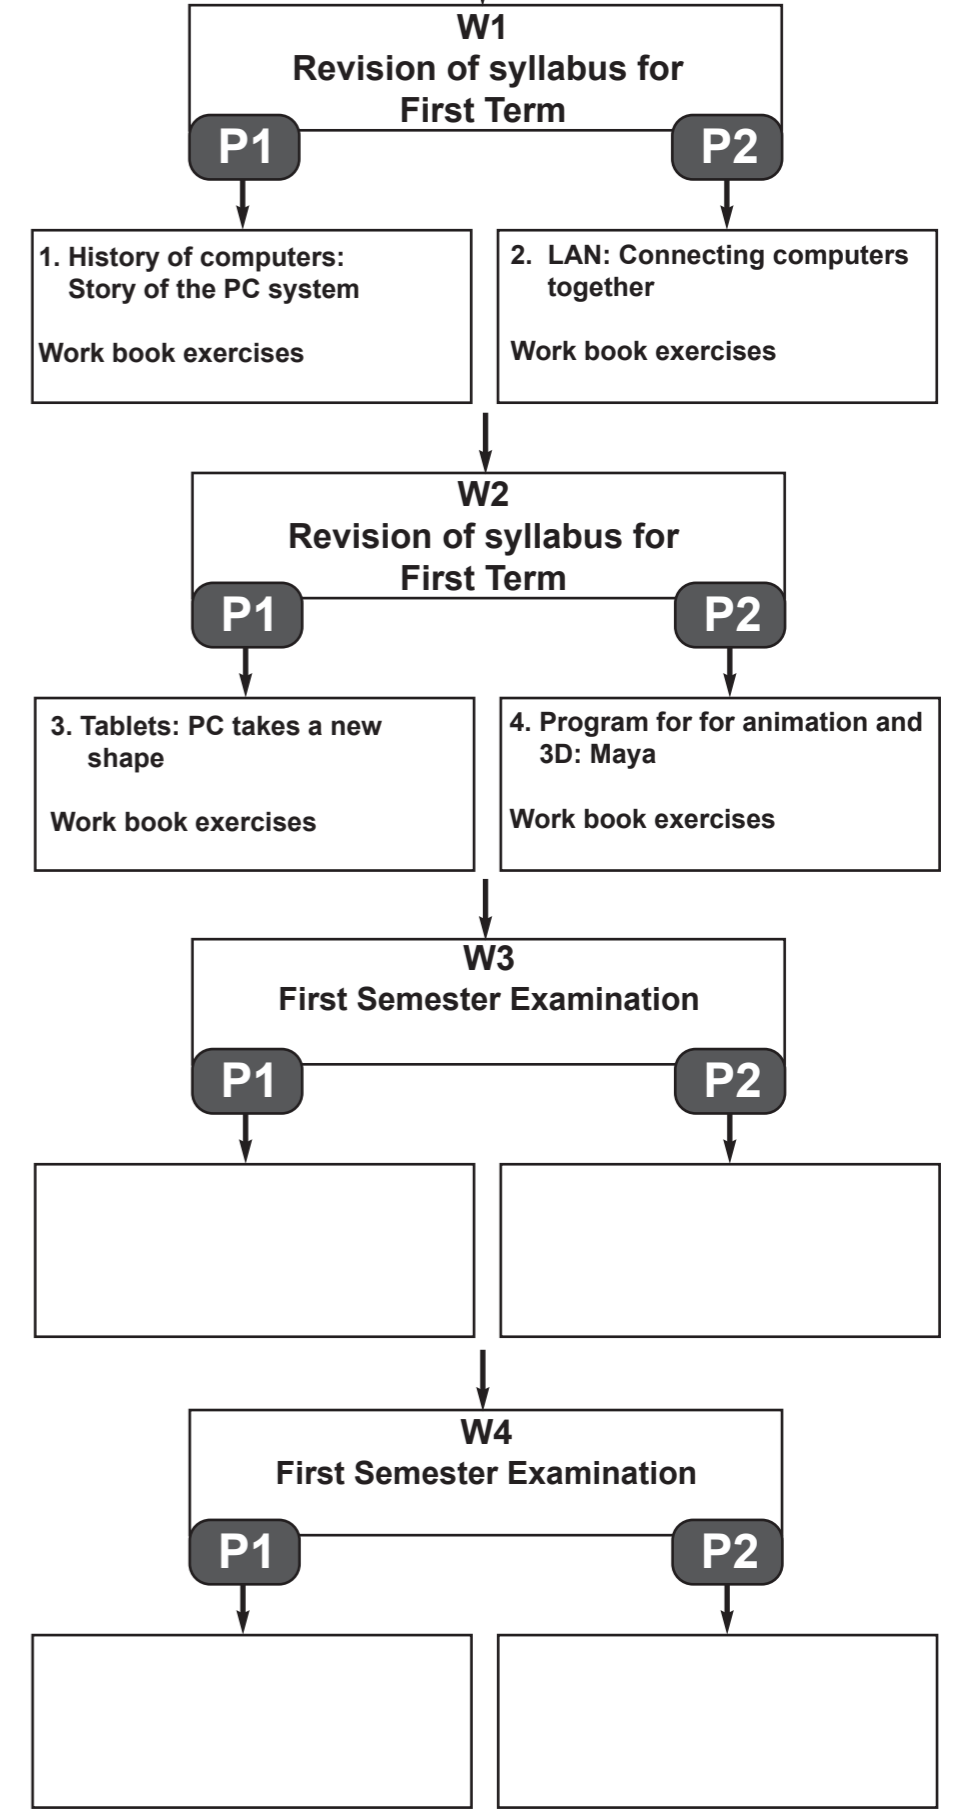 W1
Revision of syllabus for
First Term
P1
P2
1. History of computers:
Story of the PC system
Work book exercises
2. LAN: Connecting computers
together
Work book exercises
W2
Revision of syllabus for
First Term
P1
P2
3. Tablets: PC takes a new
shape
Work book exercises
4. Program for for animation and
3D: Maya
Work book exercises
W3
First Semester Examination
P1
P2
W4
First Semester Examination
P1
P2